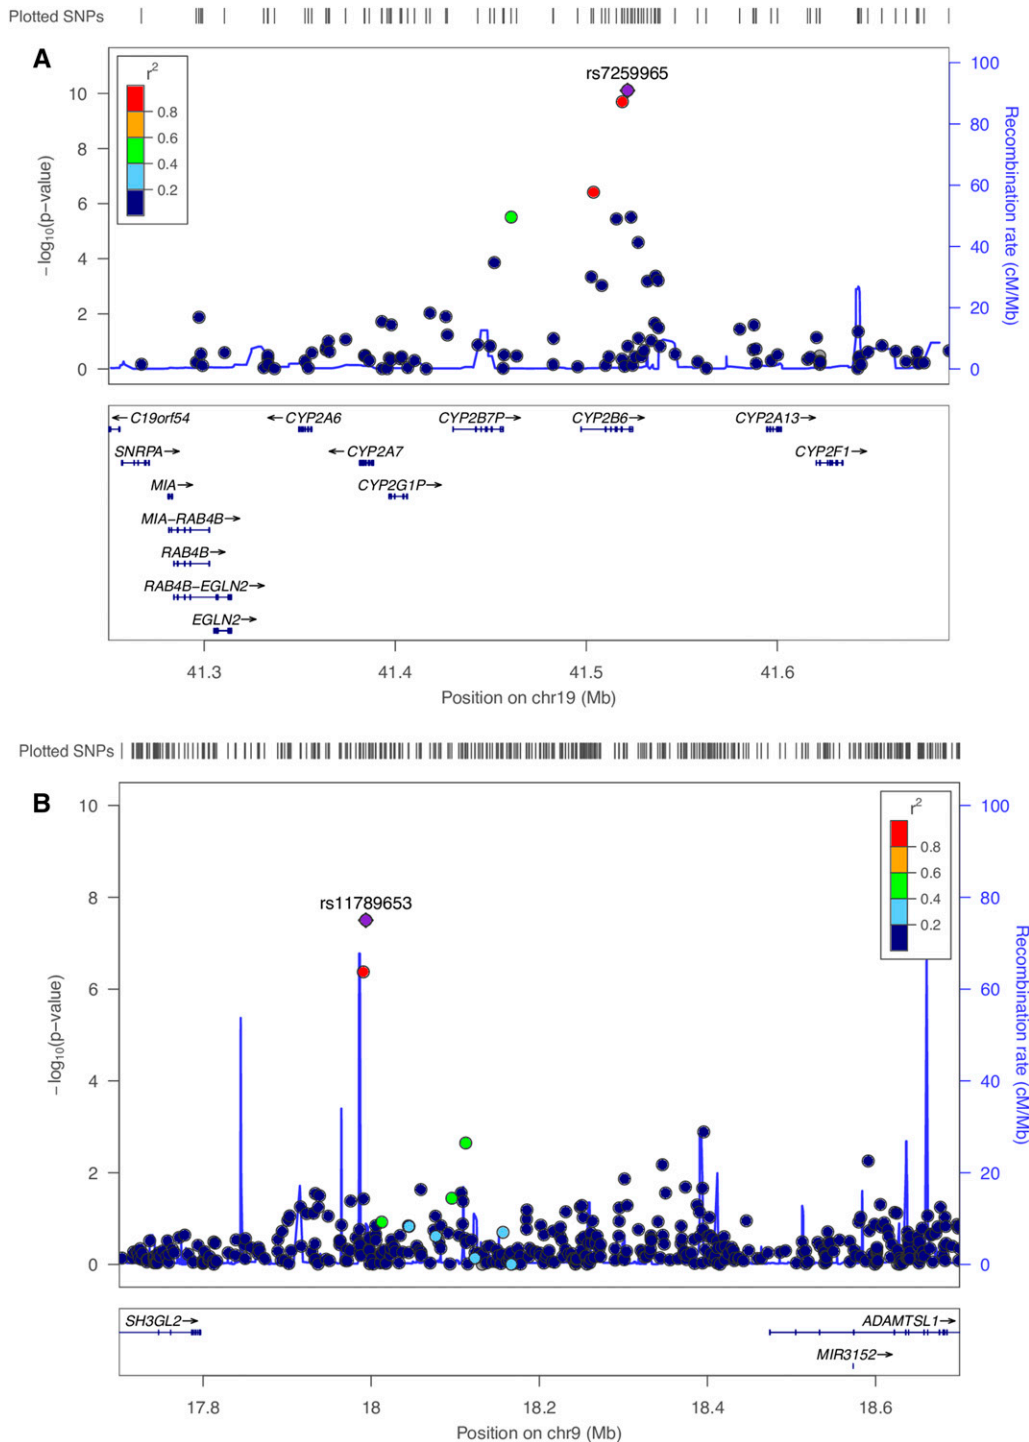 Plotted SNPs
A
r2
0.8
0.6
0.4
0.2
rs7259965
10
8
6
4
2
0
−log10(p−value)
100
80
60
40
20
0
Recombination rate (cM/Mb)
←C19orf54
←CYP2A6
CYP2B7P→
CYP2B6→
CYP2A13→
SNRPA→
←CYP2A7
CYP2F1→
MIA→
CYP2G1P→
MIA−RAB4B→
RAB4B→
RAB4B−EGLN2→
EGLN2→
41.3 41.4 41.5 41.6
Position on chr19 (Mb)
Plotted SNPs
B
r2
0.8
0.6
0.4
0.2
rs11789653
10
8
6
4
2
0
−log10(p−value)
100
80
60
40
20
0
Recombination rate (cM/Mb)
SH3GL2→
ADAMTSL1→
MIR3152→
17.8 18 18.2 18.4 18.6
Position on chr9 (Mb)